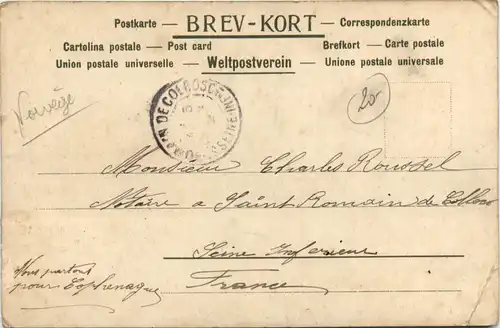 Postkarte — BREV-KORT — Correspondenzkarte
Cartolina postale — Post card Brefkort — Carte postale
Union postale universelle — Weltpostverein — Unione postale universale
Norvège
20-
Monsieur Charles Roussel
Notaire a Saint Romain de Colbosc
Seine Inferieure
France
Nous partons
pour Copenague